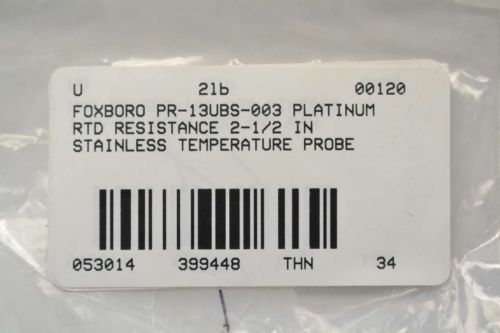 U 2lb 00120
FOXBORO PR-13UBS-003 PLATINUM
RTD RESISTANCE 2-1/2 IN
STAINLESS TEMPERATURE PROBE
053014 399448 THN 34